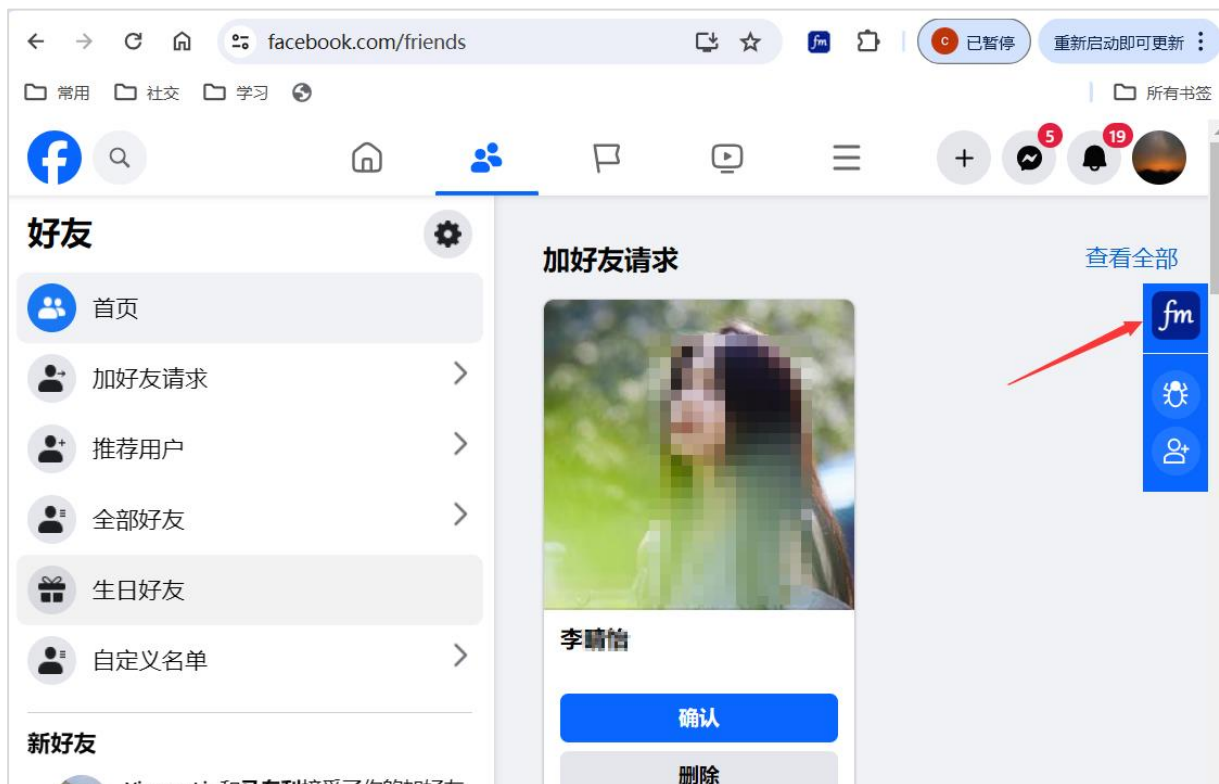 facebook.com/friends
fm
C 已暂停
重新启动即可更新
常用
社交
学习
所有书签
f
5
19
好友
加好友请求
查看全部
fm
首页
加好友请求
推荐用户
全部好友
生日好友
自定义名单
李
确认
删除
新好友